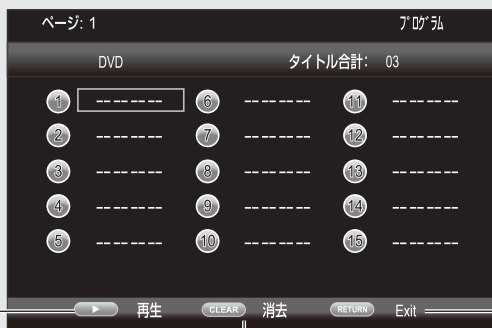 ページ: 1 プログラム
DVD タイトル合計: 03
1 -------- 6 -------- 11 --------
2 -------- 7 -------- 12 --------
3 -------- 8 -------- 13 --------
4 -------- 9 -------- 14 --------
5 -------- 10 -------- 15 --------
再生 CLEAR 消去 RETURN Exit